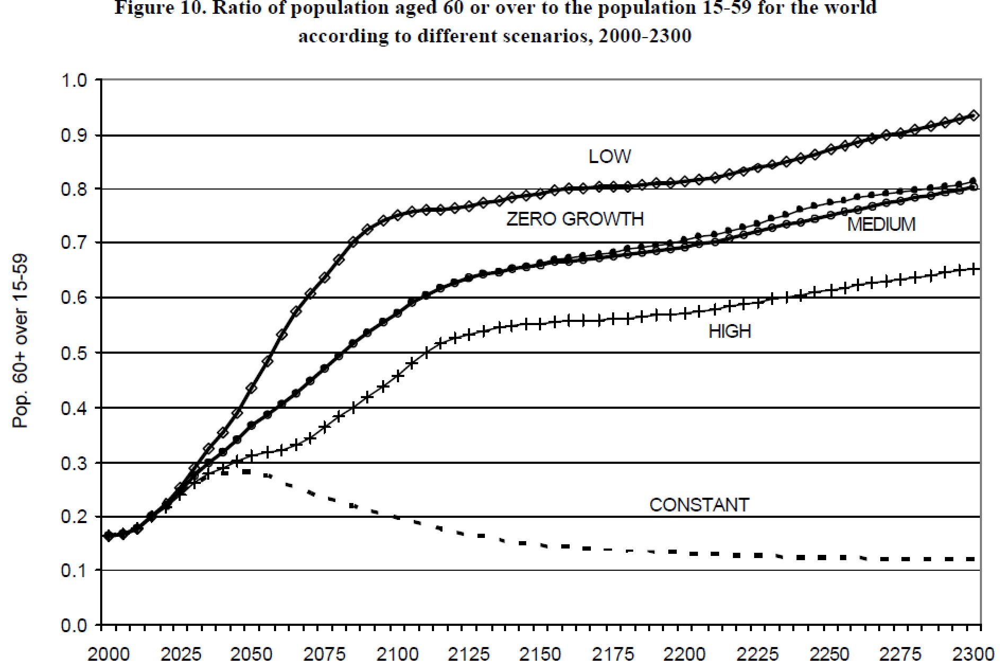 Figure 10. Ratio of population aged 60 or over to the population 15-59 for the world
according to different scenarios, 2000-2300
1.0
0.9
LOW
0.8
ZERO GROWTH
MEDIUM
0.7
0.6
HIGH
0.5
0.4
0.3
CONSTANT
0.2
0.1
0.0
Pop. 60+ over 15-59
2000 2025 2050 2075 2100 2125 2150 2175 2200 2225 2250 2275 2300